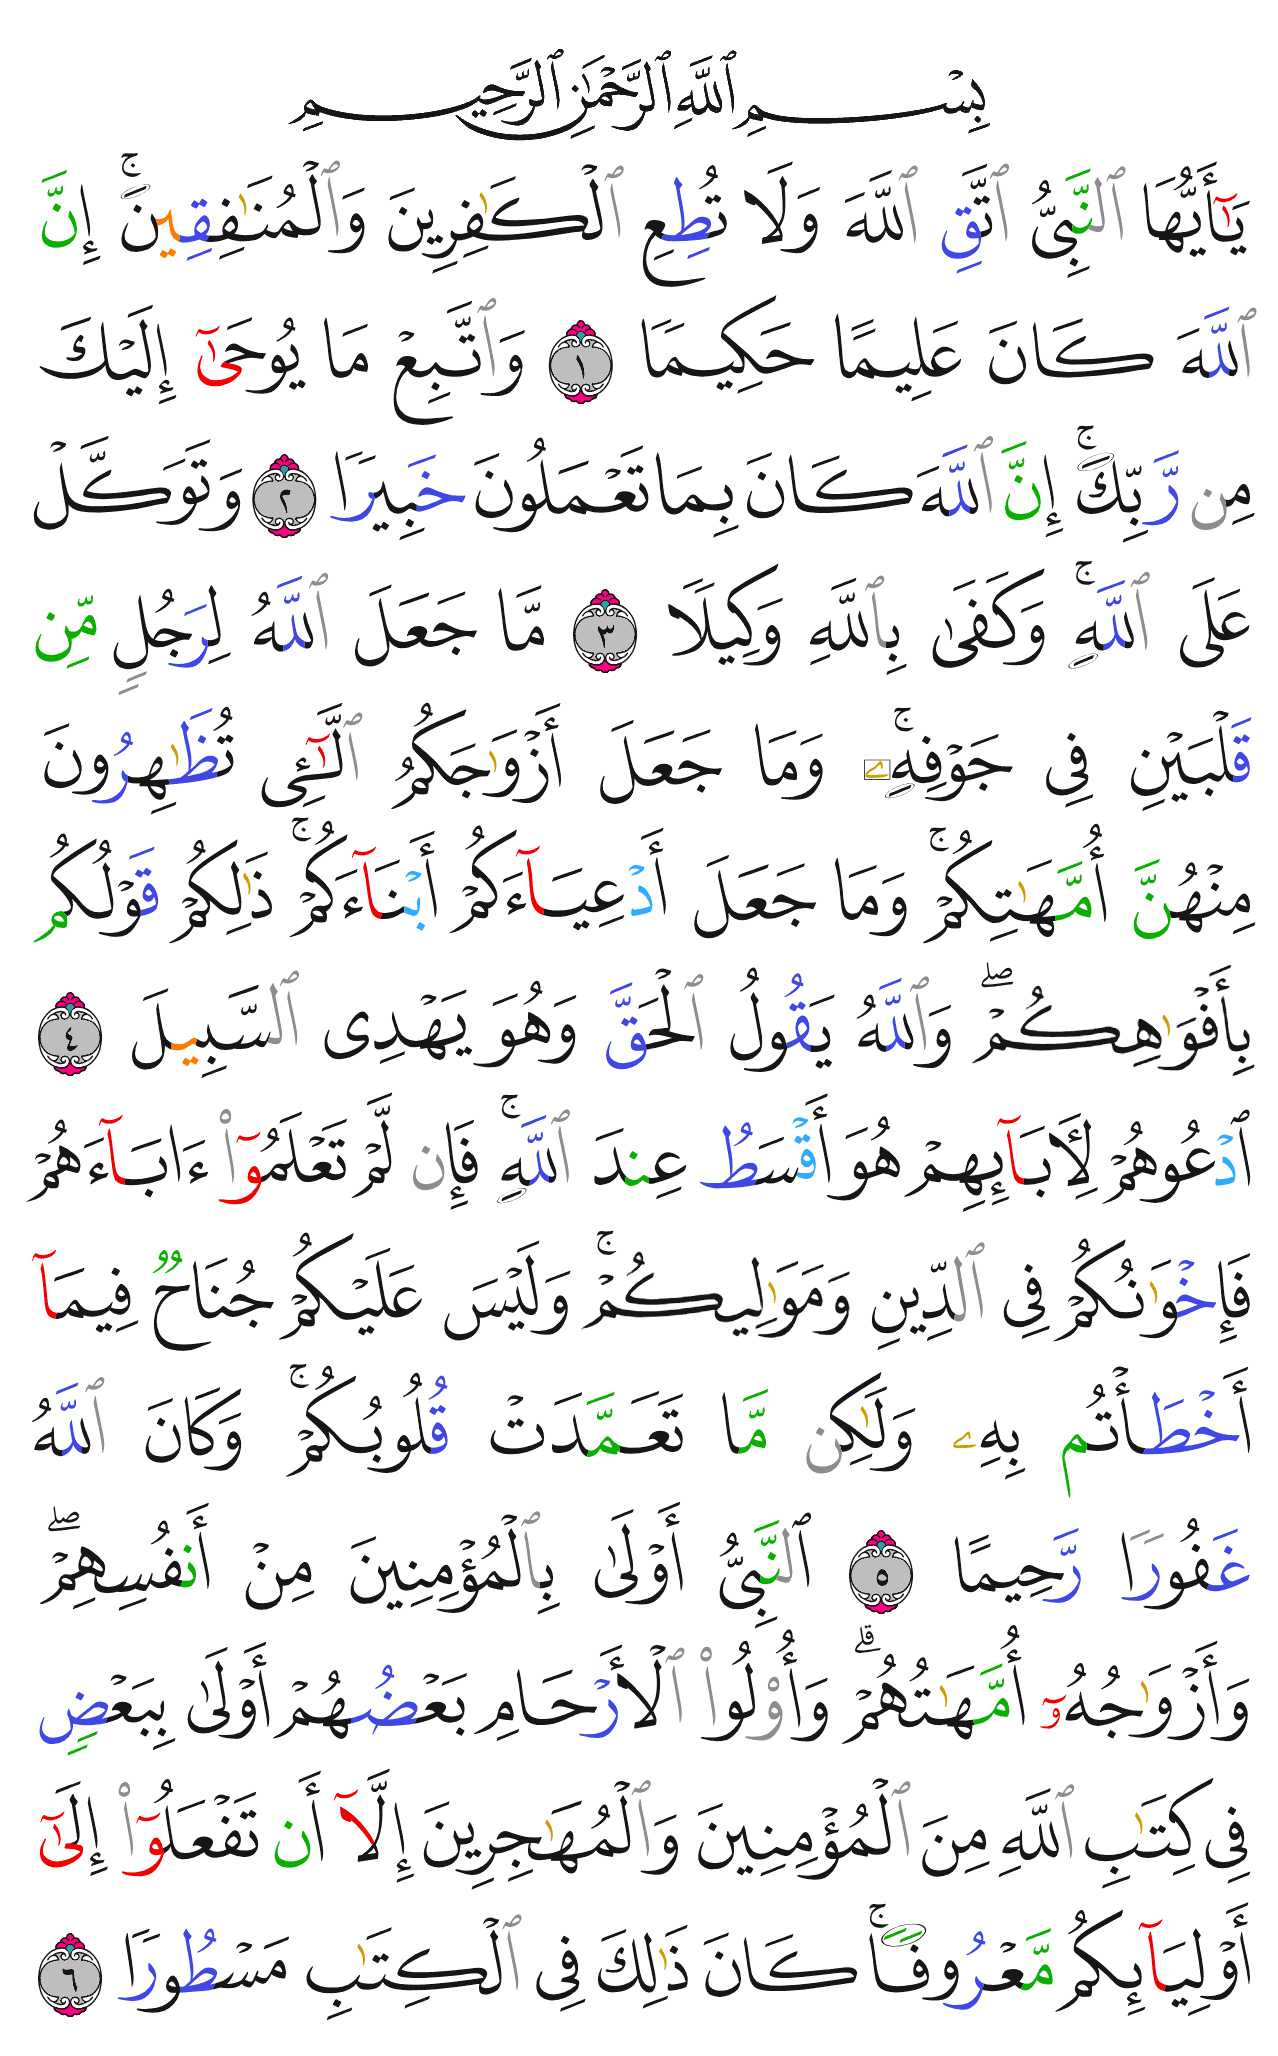 بِسْمِ ٱللَّهِ ٱلرَّحْمَـٰنِ ٱلرَّحِيمِ
يَـٰٓأَيُّهَا ٱلنَّبِىُّ ٱتَّقِ ٱللَّهَ وَلَا تُطِعِ ٱلْكَـٰفِرِينَ وَٱلْمُنَـٰفِقِينَ ۚ إِنَّ
ٱللَّهَ كَانَ عَلِيمًا حَكِيمًا ١ وَٱتَّبِعْ مَا يُوحَىٰٓ إِلَيْكَ
مِن رَّبِّكَ ۚ إِنَّ ٱللَّهَ كَانَ بِمَا تَعْمَلُونَ خَبِيرًا ٢ وَتَوَكَّلْ
عَلَى ٱللَّهِ ۚ وَكَفَىٰ بِٱللَّهِ وَكِيلًا ٣ مَّا جَعَلَ ٱللَّهُ لِرَجُلٍ مِّن
قَلْبَيْنِ فِى جَوْفِهِۦ ۚ وَمَا جَعَلَ أَزْوَٰجَكُمُ ٱلَّـٰٓـِٔى تُظَـٰهِرُونَ
مِنْهُنَّ أُمَّهَـٰتِكُمْ ۚ وَمَا جَعَلَ أَدْعِيَآءَكُمْ أَبْنَآءَكُمْ ۚ ذَٰلِكُمْ قَوْلُكُم
بِأَفْوَٰهِكُمْ ۖ وَٱللَّهُ يَقُولُ ٱلْحَقَّ وَهُوَ يَهْدِى ٱلسَّبِيلَ ٤
ٱدْعُوهُمْ لِـَٔابَآئِهِمْ هُوَ أَقْسَطُ عِندَ ٱللَّهِ ۚ فَإِن لَّمْ تَعْلَمُوٓا۟ ءَابَآءَهُمْ
فَإِخْوَٰنُكُمْ فِى ٱلدِّينِ وَمَوَٰلِيكُمْ ۚ وَلَيْسَ عَلَيْكُمْ جُنَاحٌ فِيمَآ
أَخْطَأْتُم بِهِۦ وَلَـٰكِن مَّا تَعَمَّدَتْ قُلُوبُكُمْ ۚ وَكَانَ ٱللَّهُ
غَفُورًا رَّحِيمًا ٥ ٱلنَّبِىُّ أَوْلَىٰ بِٱلْمُؤْمِنِينَ مِنْ أَنفُسِهِمْ ۖ
وَأَزْوَٰجُهُۥٓ أُمَّهَـٰتُهُمْ ۗ وَأُو۟لُوا۟ ٱلْأَرْحَامِ بَعْضُهُمْ أَوْلَىٰ بِبَعْضٍ
فِى كِتَـٰبِ ٱللَّهِ مِنَ ٱلْمُؤْمِنِينَ وَٱلْمُهَـٰجِرِينَ إِلَّآ أَن تَفْعَلُوٓا۟ إِلَىٰٓ
أَوْلِيَآئِكُم مَّعْرُوفًا ۚ كَانَ ذَٰلِكَ فِى ٱلْكِتَـٰبِ مَسْطُورًا ٦